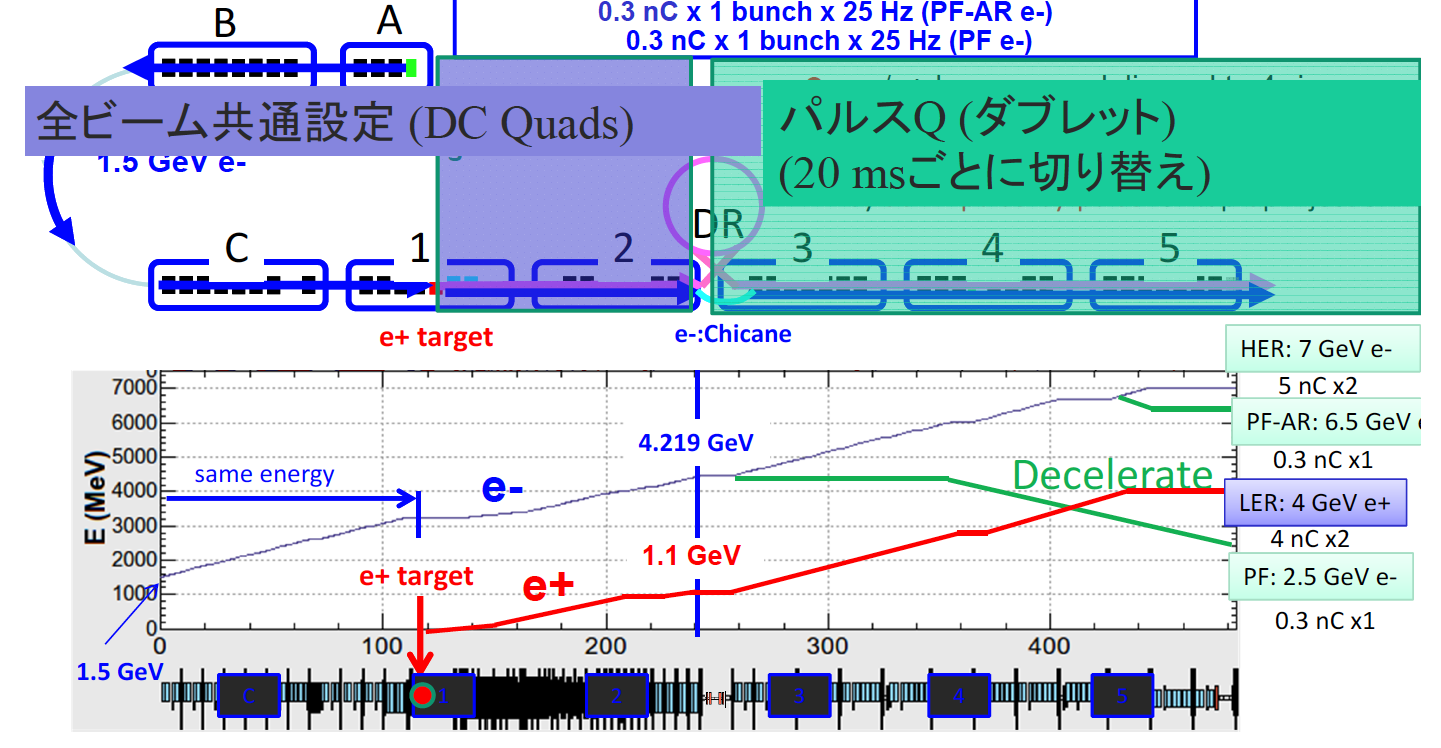 0.3 nC x 1 bunch x 25 Hz (PF-AR e-)
0.3 nC x 1 bunch x 25 Hz (PF e-)
B
A
全ビーム共通設定 (DC Quads)
パルスQ (ダブレット)
(20 msごとに切り替え)
1.5 GeV e-
DR
C
1
2
3
4
5
e+ target
e-:Chicane
HER: 7 GeV e-
5 nC x2
PF-AR: 6.5 GeV
0.3 nC x1
LER: 4 GeV e+
4 nC x2
PF: 2.5 GeV e-
0.3 nC x1
E (MeV)
7000
6000
5000
4000
3000
2000
1000
0
same energy
e-
4.219 GeV
Decelerate
1.1 GeV
e+ target
e+
0
100
200
300
400
1.5 GeV
C
1
2
3
4
5